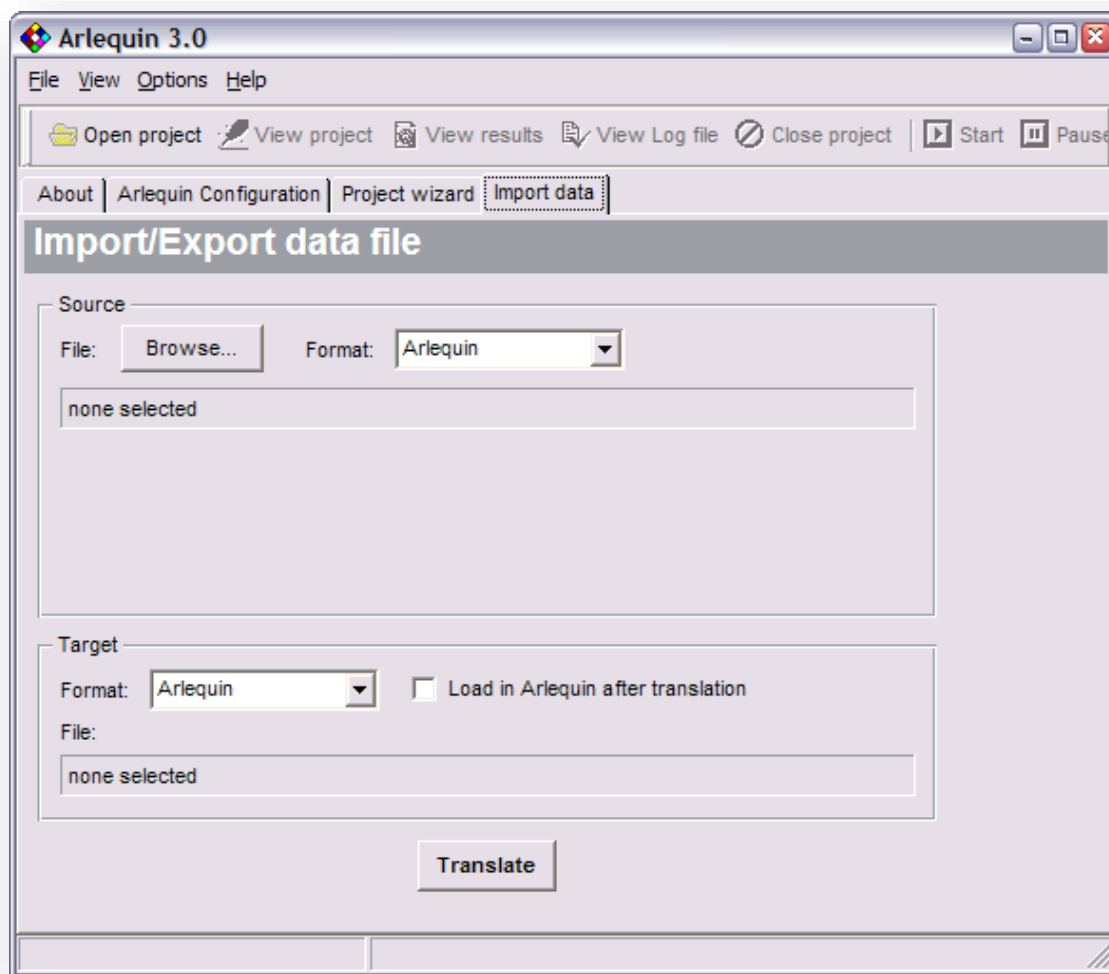 Arlequin 3.0
File View Options Help
Open project View project View results View Log file Close project Start Pause
About Arlequin Configuration Project wizard Import data
Import/Export data file
Source
File: Browse... Format: Arlequin
none selected
Target
Format: Arlequin Load in Arlequin after translation
File:
none selected
Translate